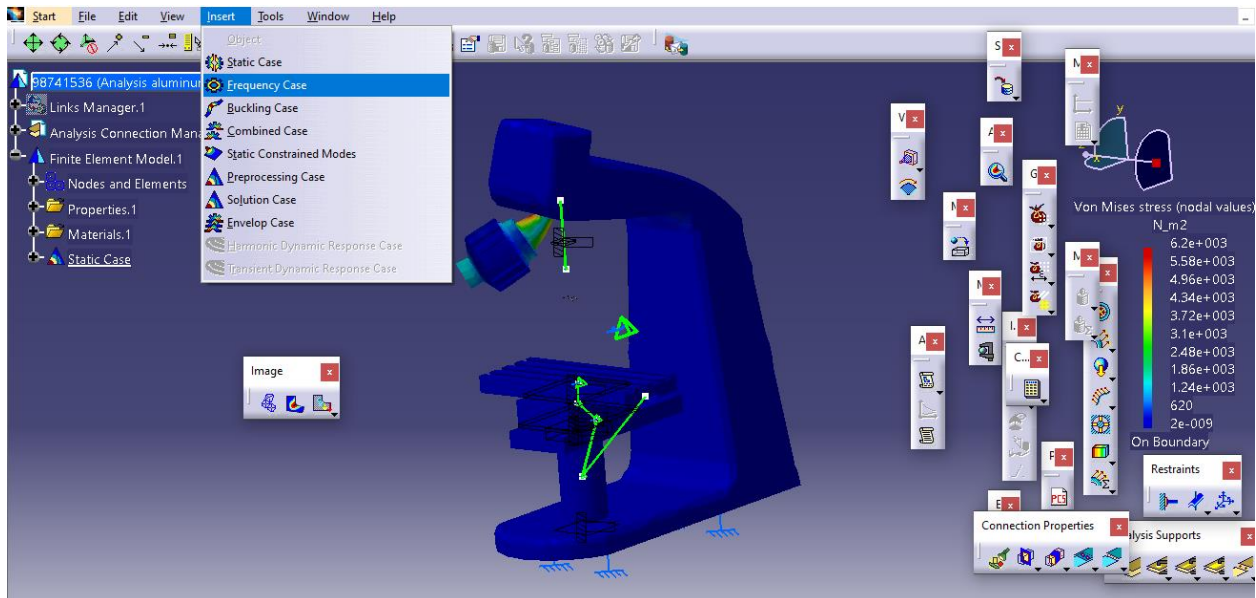 Start File Edit View Insert Tools Window Help
Object
Static Case
Frequency Case
Buckling Case
Combined Case
Static Constrained Modes
Preprocessing Case
Solution Case
Envelop Case
Harmonic Dynamic Response Case
Transient Dynamic Response Case
98741536 (Analysis
Links Manager.1
Analysis Connection
Finite Element Model.1
Nodes and Elements
Properties.1
Materials.1
Static Case
Image
S
V
A
M
G
I.
C...
A
P
E
y
z
Von Mises stress (nodal values)
N_m2
6.2e+003
5.58e+003
4.96e+003
4.34e+003
3.72e+003
3.1e+003
2.48e+003
1.86e+003
1.24e+003
620
2e-009
On Boundary
Restraints
PCS
Connection Properties
alysis Supports